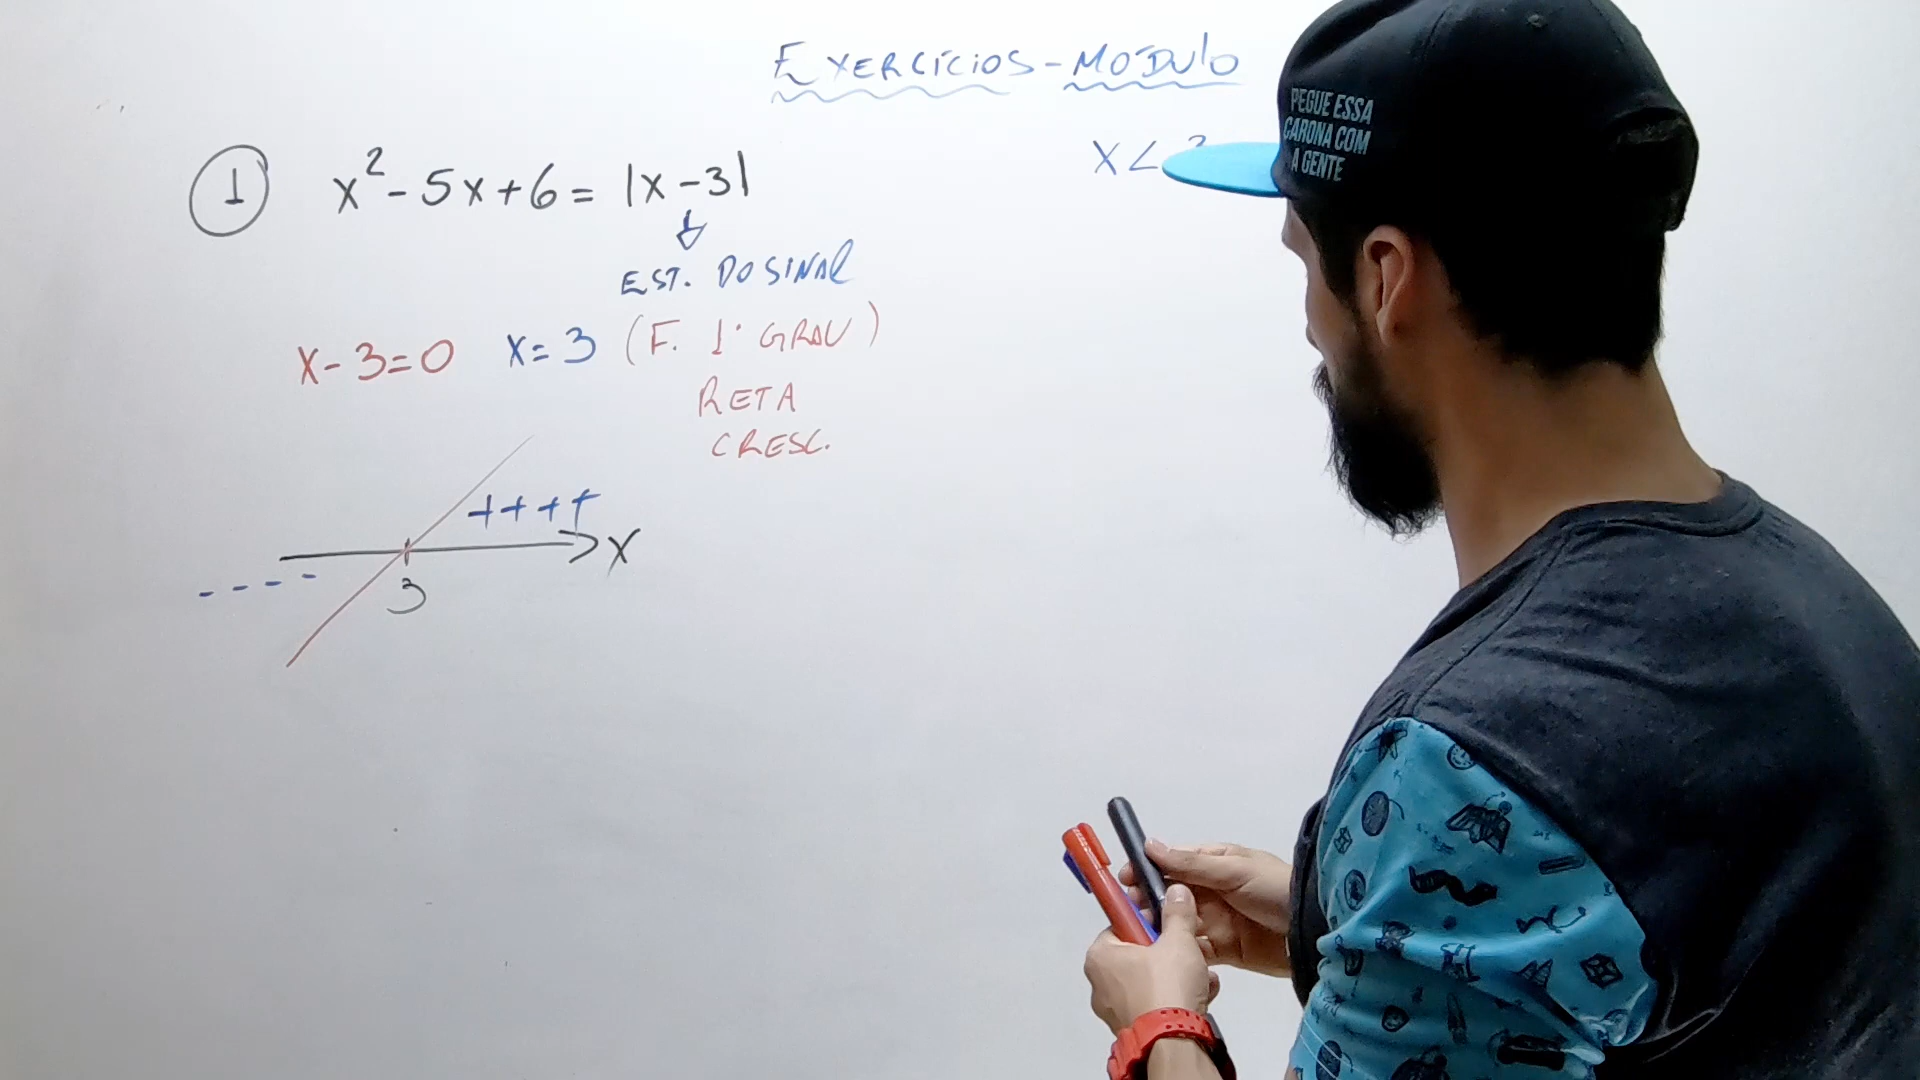 EXERCÍCIOS - MÓDULO
1 x² - 5x + 6 = |x - 3|
EST. DO SINAL
x - 3 = 0 x = 3 (F. 1° GRAU)
RETA
CRESC.
+ + + +
x
- - - -
3
x <
PEGUE ESSA
CARONA COM
A GENTE